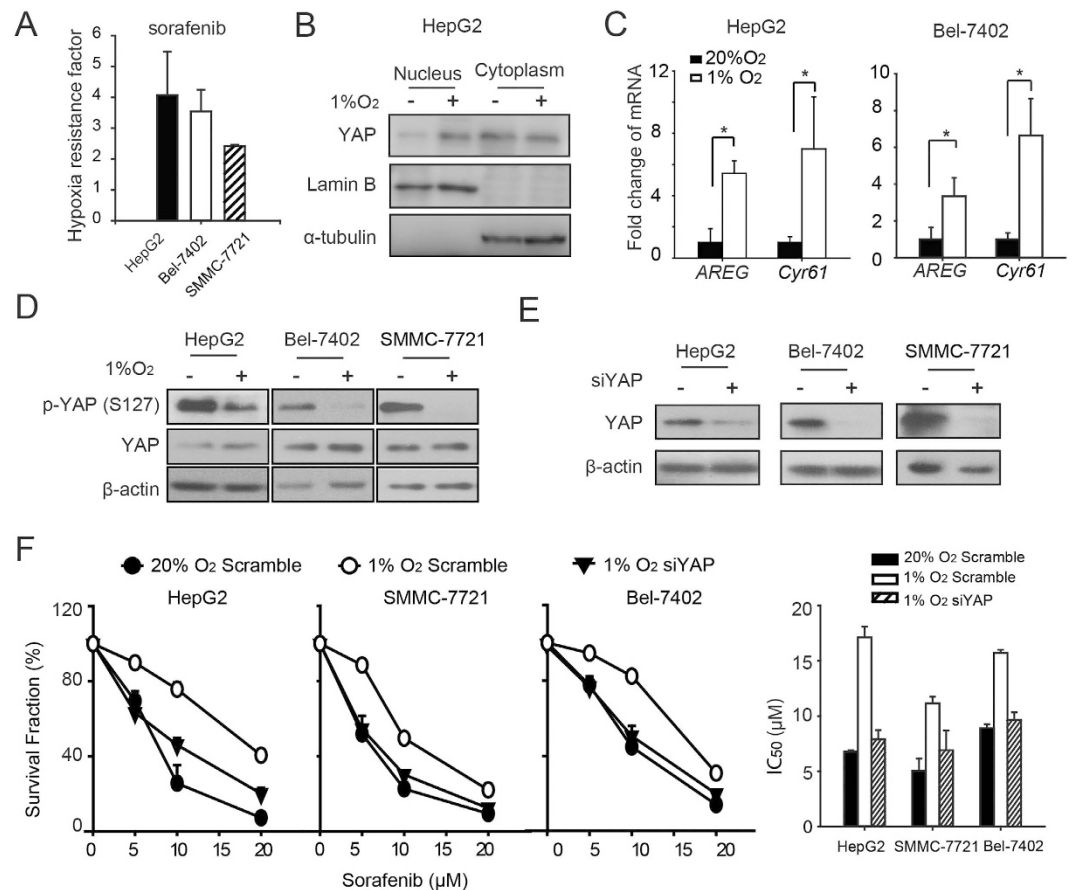 A
sorafenib
Hypoxia resistance factor
6
5
4
3
2
1
0
HepG2
Bel-7402
SMMC-7721
B
HepG2
Nucleus Cytoplasm
1%O2 - + - +
YAP
Lamin B
α-tubulin
C
HepG2
20%O2
1% O2
Fold change of mRNA
12
8
4
0
* *
AREG Cyr61
Bel-7402
10
8
6
4
2
0
* *
AREG Cyr61
D
HepG2 Bel-7402 SMMC-7721
1%O2 - + - + - +
p-YAP (S127)
YAP
β-actin
E
HepG2 Bel-7402 SMMC-7721
siYAP - + - + - +
YAP
β-actin
F
20% O2 Scramble 1% O2 Scramble 1% O2 siYAP
HepG2 SMMC-7721 Bel-7402
Survival Fraction (%)
120
80
40
0
0 5 10 15 20 0 5 10 15 20 0 5 10 15 20
Sorafenib (µM)
20% O2 Scramble
1% O2 Scramble
1% O2 siYAP
IC50 (µM)
20
15
10
5
0
HepG2 SMMC-7721 Bel-7402